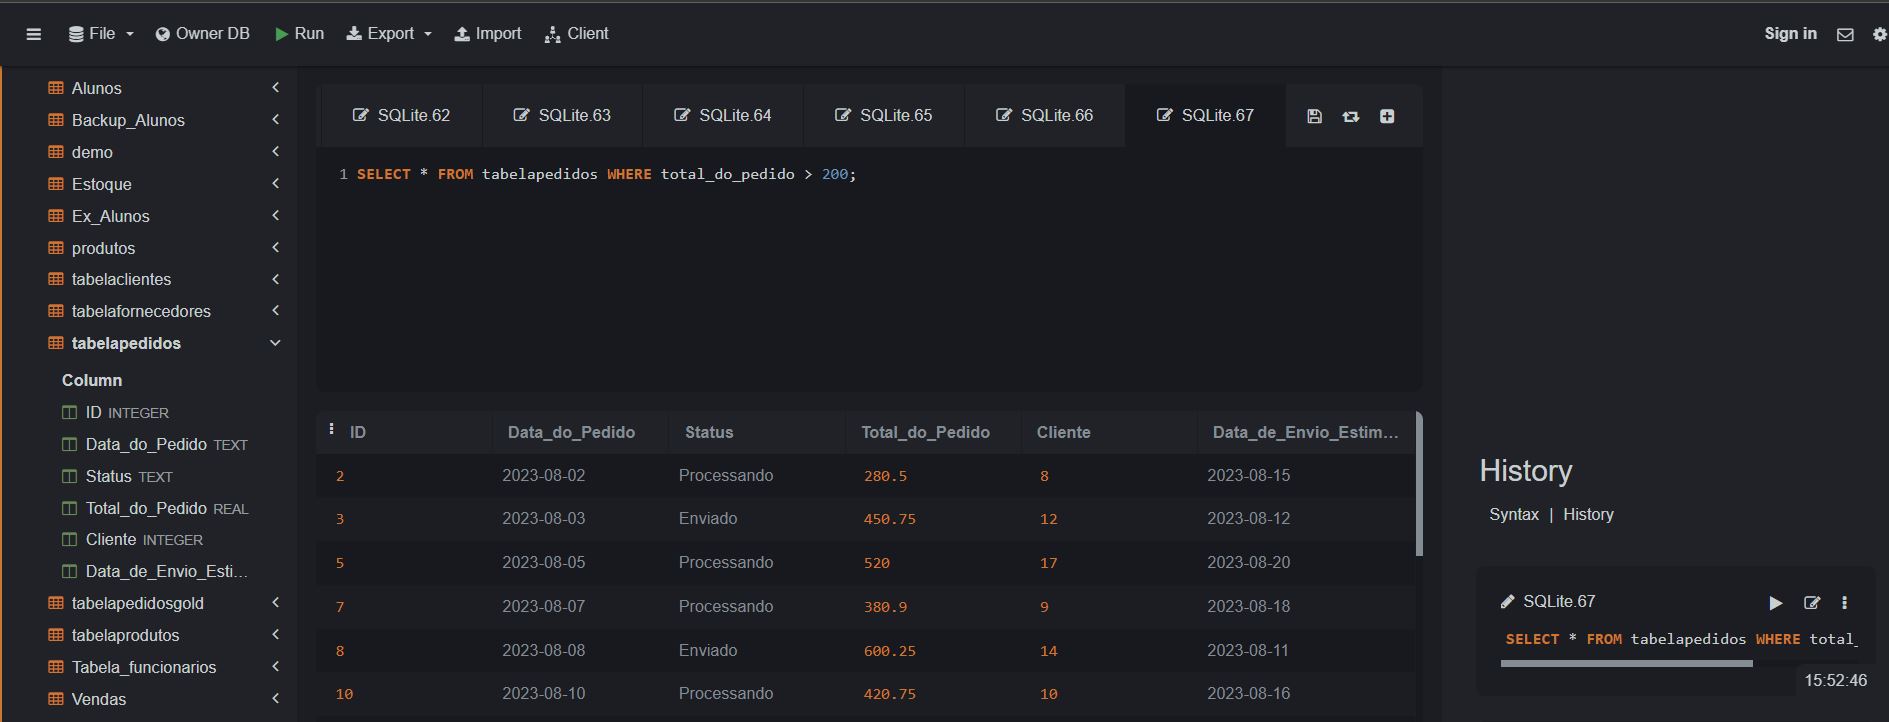 File Owner DB Run Export Import Client Sign in
Alunos
Backup_Alunos
demo
Estoque
Ex_Alunos
produtos
tabelaclientes
tabelafornecedores
tabelapedidos
Column
ID INTEGER
Data_do_Pedido TEXT
Status TEXT
Total_do_Pedido REAL
Cliente INTEGER
Data_de_Envio_Esti...
tabelapedidosgold
tabelaprodutos
Tabela_funcionarios
Vendas
SQLite.62 SQLite.63 SQLite.64 SQLite.65 SQLite.66 SQLite.67
1 SELECT * FROM tabelapedidos WHERE total_do_pedido > 200;
ID Data_do_Pedido Status Total_do_Pedido Cliente Data_de_Envio_Estim...
2 2023-08-02 Processando 280.5 8 2023-08-15
3 2023-08-03 Enviado 450.75 12 2023-08-12
5 2023-08-05 Processando 520 17 2023-08-20
7 2023-08-07 Processando 380.9 9 2023-08-18
8 2023-08-08 Enviado 600.25 14 2023-08-11
10 2023-08-10 Processando 420.75 10 2023-08-16
History
Syntax | History
SQLite.67
SELECT * FROM tabelapedidos WHERE total_
15:52:46